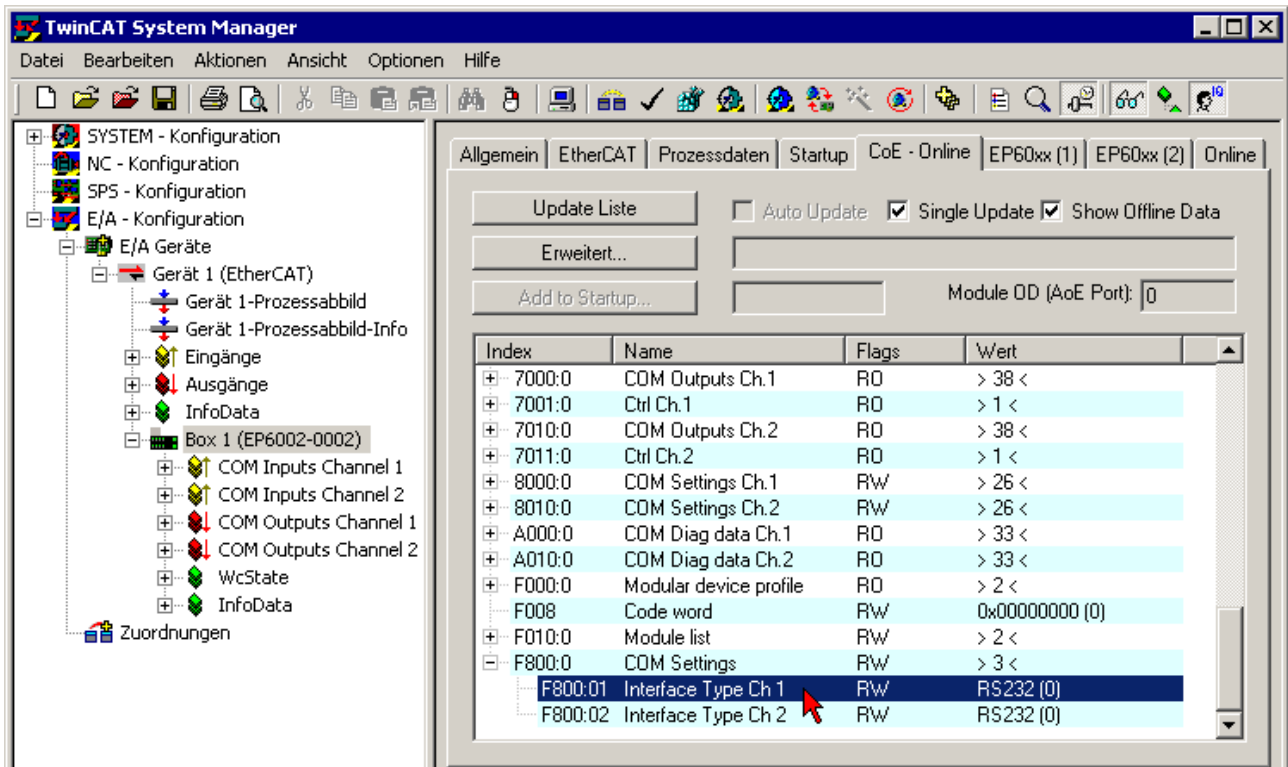 TwinCAT System Manager
Datei Bearbeiten Aktionen Ansicht Optionen Hilfe
SYSTEM - Konfiguration
NC - Konfiguration
SPS - Konfiguration
E/A - Konfiguration
E/A Geräte
Gerät 1 (EtherCAT)
Gerät 1-Prozessabbild
Gerät 1-Prozessabbild-Info
Eingänge
Ausgänge
InfoData
Box 1 (EP6002-0002)
COM Inputs Channel 1
COM Inputs Channel 2
COM Outputs Channel 1
COM Outputs Channel 2
WcState
InfoData
Zuordnungen
Allgemein EtherCAT Prozessdaten Startup CoE - Online EP60xx (1) EP60xx (2) Online
Update Liste Auto Update Single Update Show Offline Data
Erweitert...
Add to Startup... Module OD (AoE Port): 0
Index Name Flags Wert
7000:0 COM Outputs Ch.1 RO > 38 <
7001:0 Ctrl Ch.1 RO > 1 <
7010:0 COM Outputs Ch.2 RO > 38 <
7011:0 Ctrl Ch.2 RO > 1 <
8000:0 COM Settings Ch.1 RW > 26 <
8010:0 COM Settings Ch.2 RW > 26 <
A000:0 COM Diag data Ch.1 RO > 33 <
A010:0 COM Diag data Ch.2 RO > 33 <
F000:0 Modular device profile RO > 2 <
F008 Code word RW 0x00000000 (0)
F010:0 Module list RW > 2 <
F800:0 COM Settings RW > 3 <
F800:01 Interface Type Ch 1 RW RS232 (0)
F800:02 Interface Type Ch 2 RW RS232 (0)